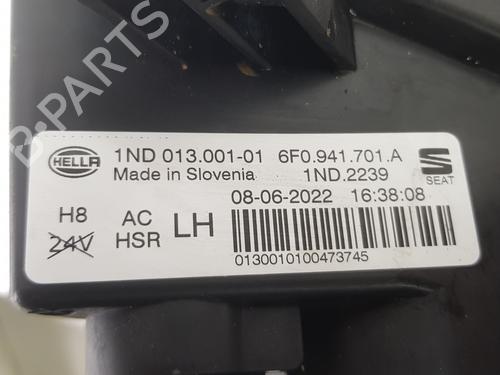 B-PARTS
HELLA
1ND 013.001-01 6F0.941.701.A
Made in Slovenia 1ND.2239
SEAT
08-06-2022 16:38:08
H8 AC LH
24V HSR
0130010100473745